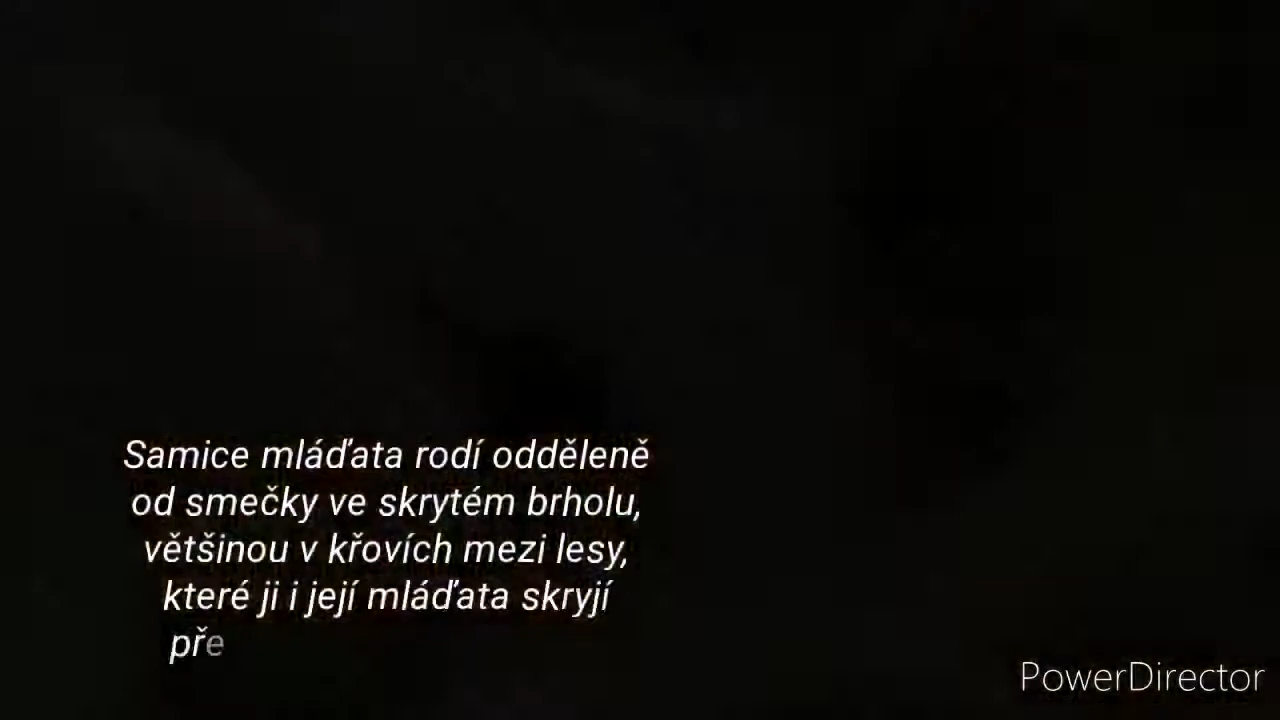 Samice mláďata rodí odděleně
od smečky ve skrytém brholu,
většinou v křovích mezi lesy,
které ji i její mláďata skryjí
pře
PowerDirector